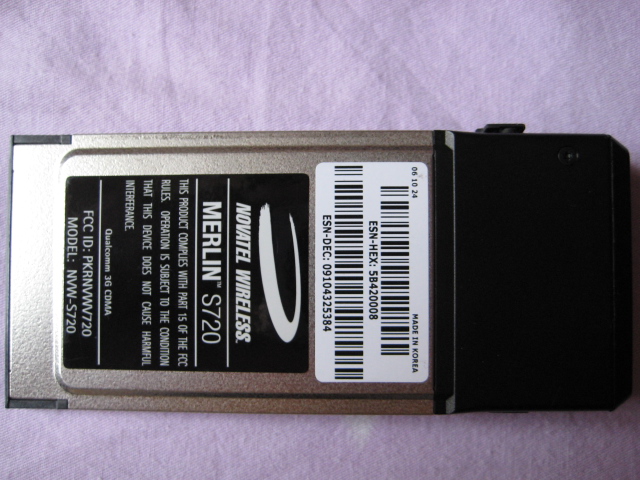 06 10 24
MADE IN KOREA
ESN-HEX: 5B420008
ESN-DEC: 09104325384
NOVATEL WIRELESS.
MERLIN™ S720
THIS PRODUCT COMPLIES WITH PART 15 OF THE FCC
RULES. OPERATION IS SUBJECT TO THE CONDITION
THAT THIS DEVICE DOES NOT CAUSE HARMFUL
INTERFERENCE.
Qualcomm 3G CDMA
FCC ID: PKRNVWV720
MODEL: NVW-S720